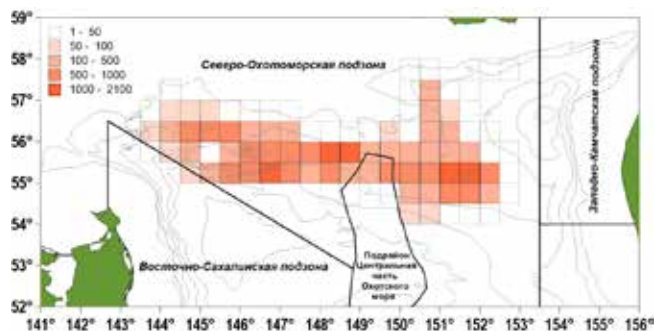 59°
58°
57°
56°
55°
54°
53°
52°
1 - 50
50 - 100
100 - 500
500 - 1000
1000 - 2100
Северо-Охотоморская подзона
Западно-Камчатская подзона
Восточно-Сахалинская подзона
Подрайон
Центральная
часть
Охотского
моря
141° 142° 143° 144° 145° 146° 147° 148° 149° 150° 151° 152° 153° 154° 155° 156°